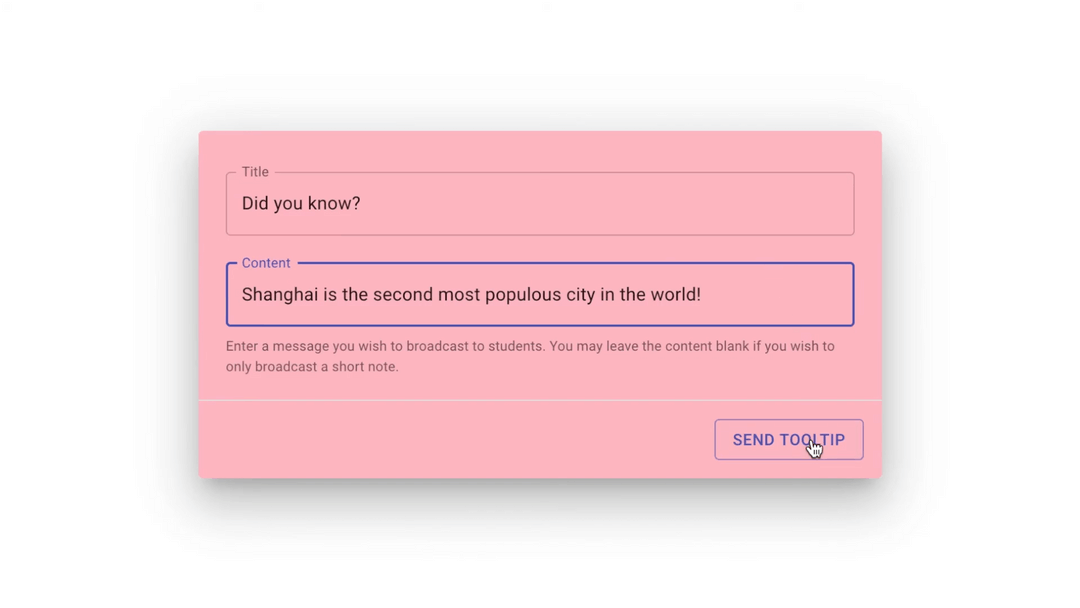 Title
Did you know?
Content
Shanghai is the second most populous city in the world!
Enter a message you wish to broadcast to students. You may leave the content blank if you wish to
only broadcast a short note.
SEND TOOLTIP